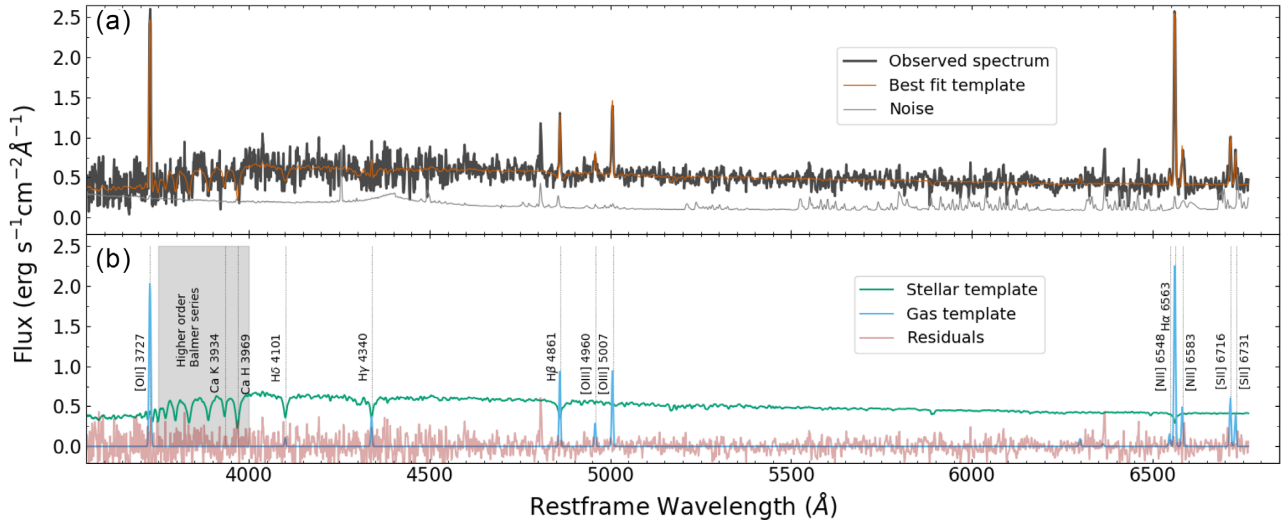 (a)
Observed spectrum
Best fit template
Noise
2.5
2.0
1.5
1.0
0.5
0.0
Flux (erg s⁻¹cm⁻²Å⁻¹)
(b)
Stellar template
Gas template
Residuals
2.5
2.0
1.5
1.0
0.5
0.0
[OII] 3727
Higher order
Balmer series
Ca K 3934
Ca H 3969
Hδ 4101
Hγ 4340
Hβ 4861
[OIII] 4960
[OIII] 5007
[NII] 6548
Hα 6563
[NII] 6583
[SII] 6716
[SII] 6731
4000
4500
5000
5500
6000
6500
Restframe Wavelength (Å)